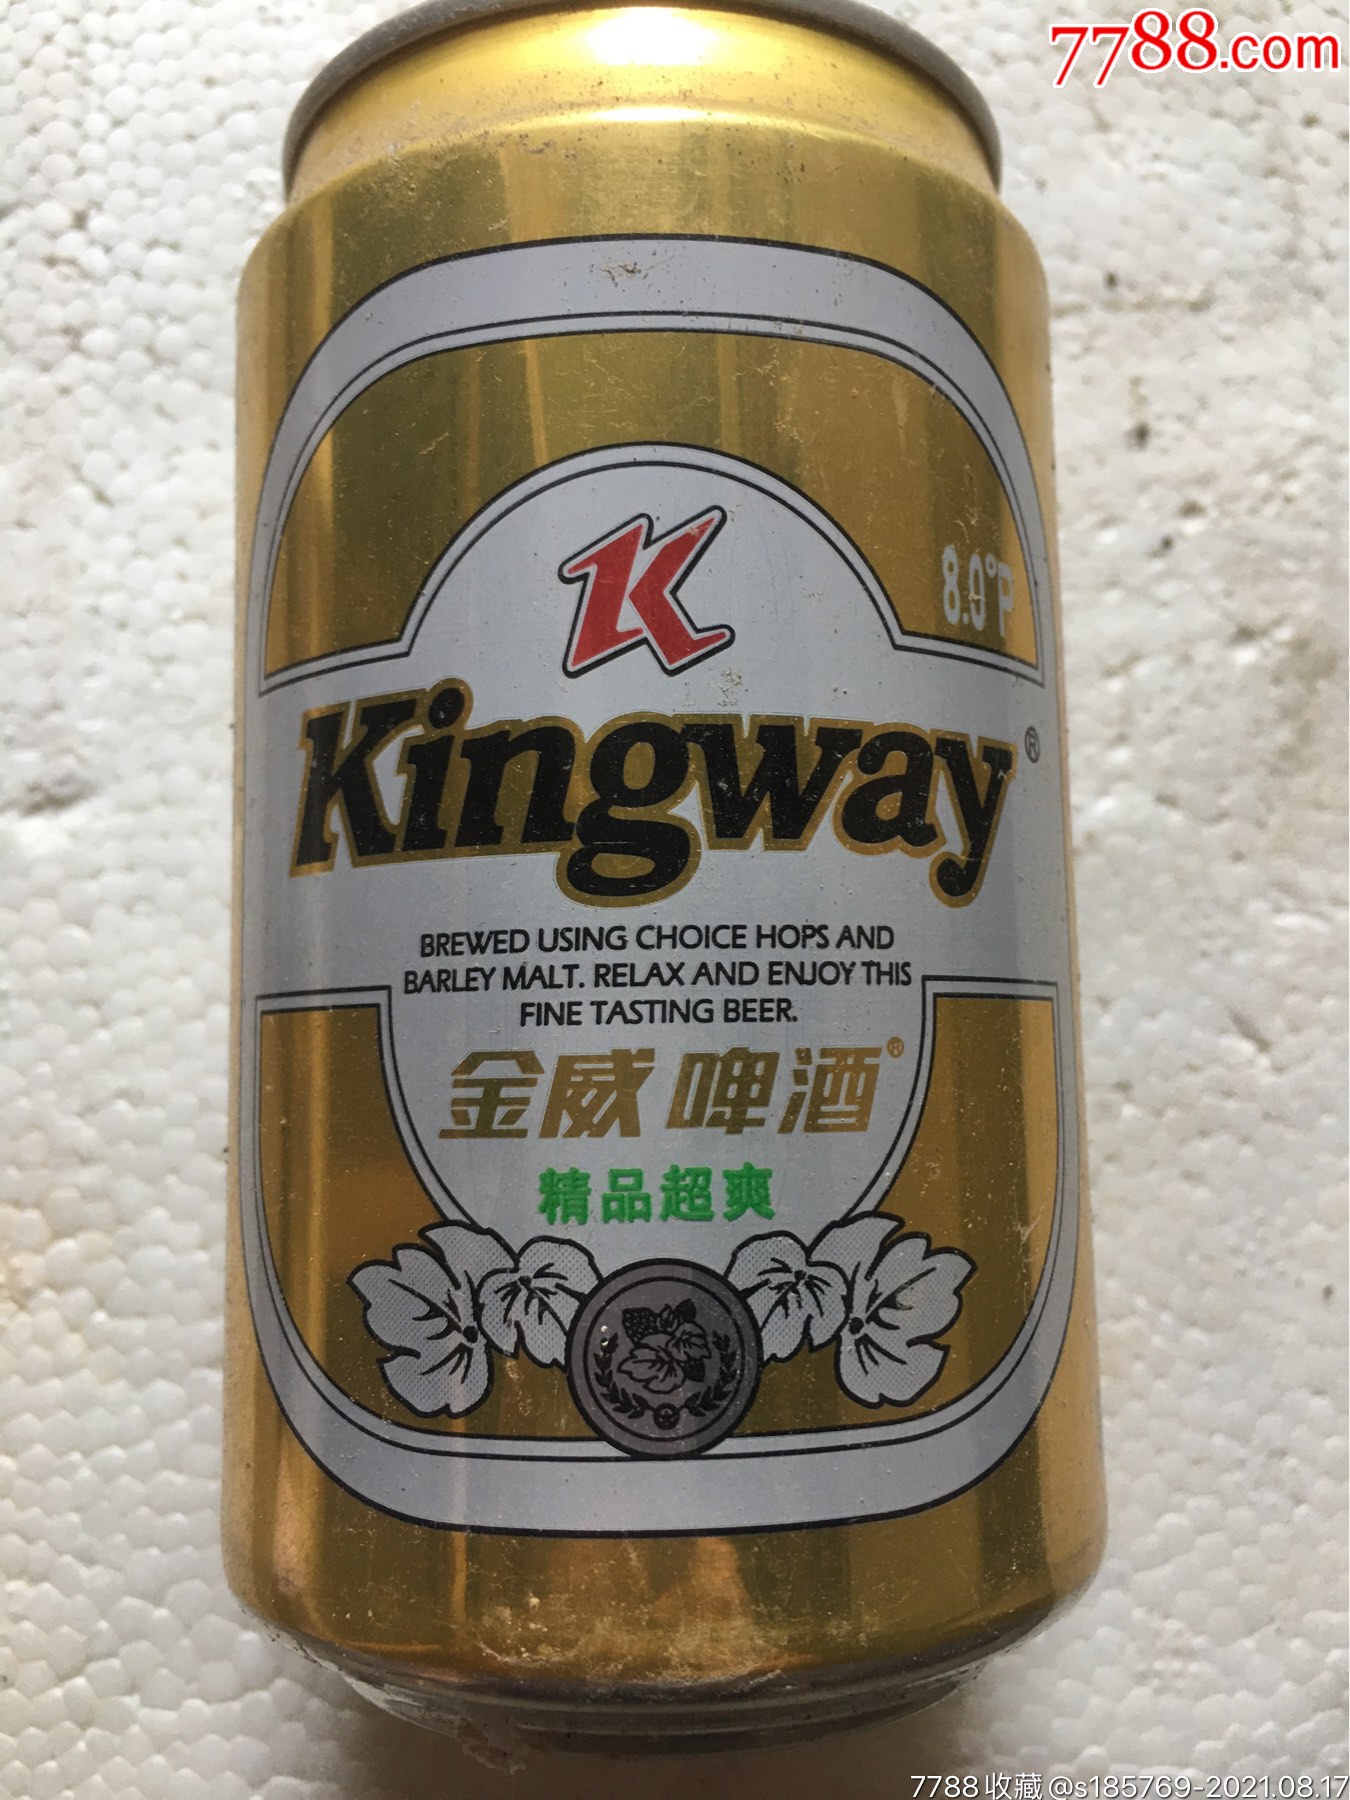 7788.com
K
8.0°P
Kingway®
BREWED USING CHOICE HOPS AND
BARLEY MALT. RELAX AND ENJOY THIS
FINE TASTING BEER.
金威啤酒®
精品超爽
7788收藏@s185769-2021.08.17